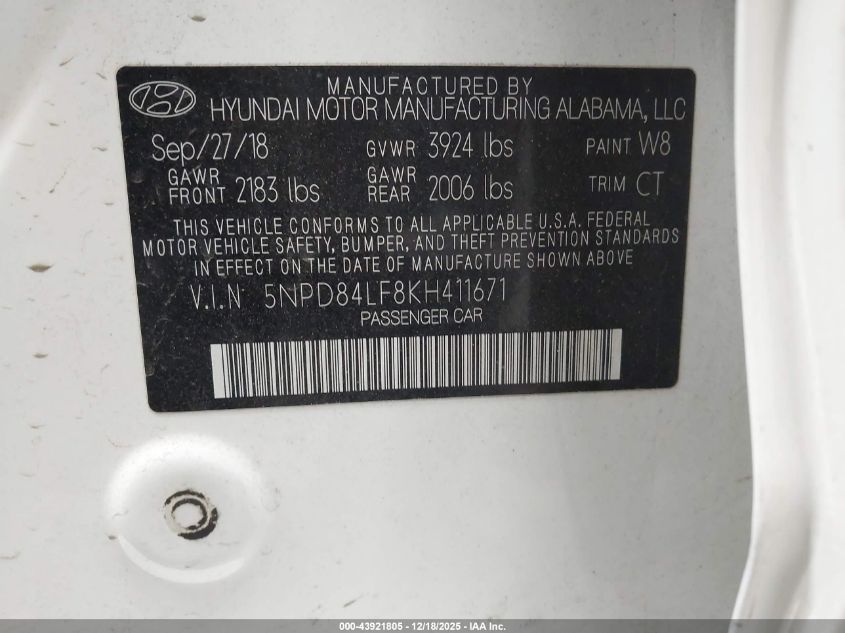 MANUFACTURED BY
HYUNDAI MOTOR MANUFACTURING ALABAMA, LLC
Sep/27/18 GVWR 3924 lbs PAINT W8
GAWR FRONT 2183 lbs GAWR REAR 2006 lbs TRIM CT
THIS VEHICLE CONFORMS TO ALL APPLICABLE U.S.A. FEDERAL
MOTOR VEHICLE SAFETY, BUMPER, AND THEFT PREVENTION STANDARDS
IN EFFECT ON THE DATE OF MANUFACTURE SHOWN ABOVE.
V.I.N 5NPD84LF8KH411671
PASSENGER CAR
000-43921805 - 12/18/2025 - IAA Inc.